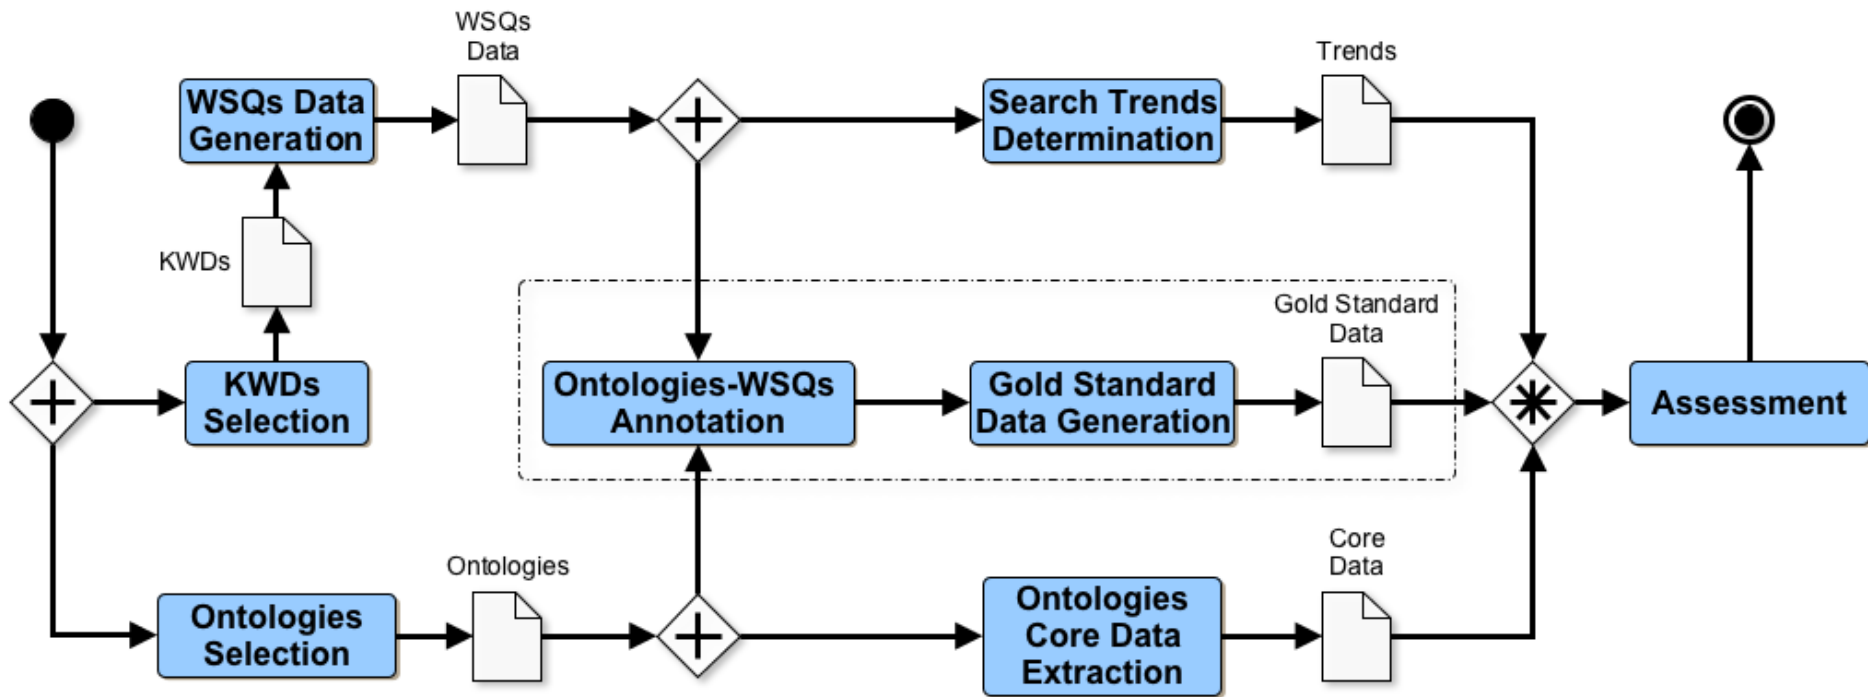 WSQs
Data
Trends
WSQs Data
Generation
Search Trends
Determination
KWDs
Gold Standard
Data
KWDs
Selection
Ontologies-WSQs
Annotation
Gold Standard
Data Generation
Assessment
Ontologies
Core
Data
Ontologies
Selection
Ontologies
Core Data
Extraction